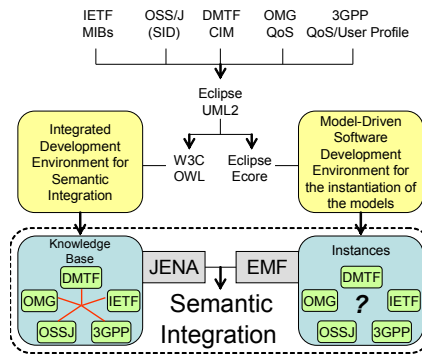 IETF
MIBs
OSS/J
(SID)
DMTF
CIM
OMG
QoS
3GPP
QoS/User Profile
Eclipse
UML2
Integrated
Development
Environment for
Semantic
Integration
W3C
OWL
Eclipse
Ecore
Model-Driven
Software
Development
Environment for
the instantiation of
the models
Knowledge
Base
DMTF
OMG
IETF
OSSJ
3GPP
JENA
EMF
Semantic
Integration
Instances
DMTF
OMG
?
IETF
OSSJ
3GPP